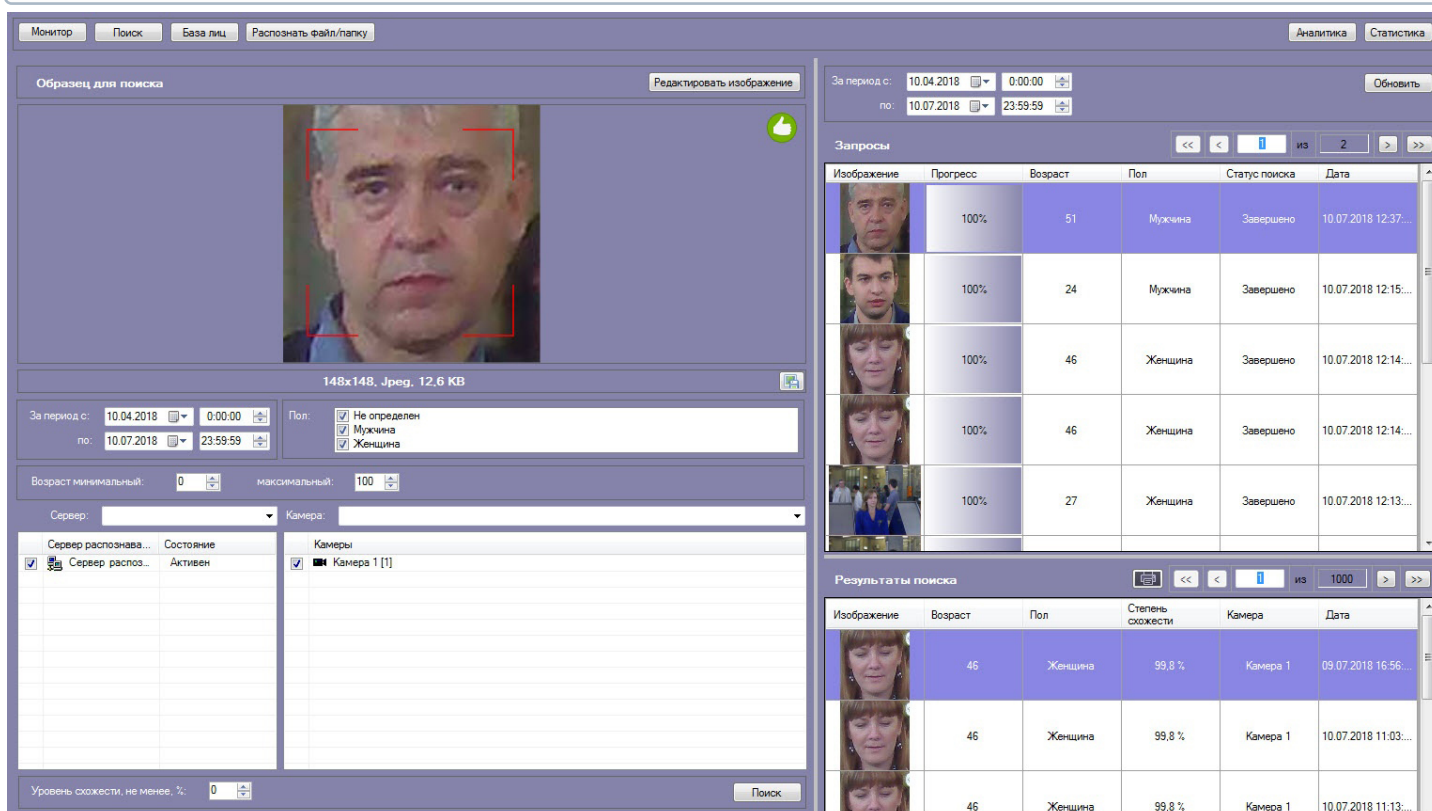 Монитор Поиск База лиц Распознать файл/папку Аналитика Статистика
Образец для поиска Редактировать изображение
148x148, Jpeg, 12,6 KB
За период с: 10.04.2018 0:00:00 Пол: Не определен
Мужчина
по: 10.07.2018 23:59:59 Женщина
Возраст минимальный: 0 максимальный: 100
Сервер: Камера:
Сервер распознава... Состояние Камеры
Сервер распоз... Активен Камера 1 [1]
Уровень схожести, не менее, %: 0 Поиск
За период с: 10.04.2018 0:00:00 Обновить
по: 10.07.2018 23:59:59
Запросы << < 1 из 2 > >>
Изображение Прогресс Возраст Пол Статус поиска Дата
100% 51 Мужчина Завершено 10.07.2018 12:37:...
100% 24 Мужчина Завершено 10.07.2018 12:15:...
100% 46 Женщина Завершено 10.07.2018 12:14:...
100% 46 Женщина Завершено 10.07.2018 12:14:...
100% 27 Женщина Завершено 10.07.2018 12:13:...
Результаты поиска << < 1 из 1000 > >>
Изображение Возраст Пол Степень схожести Камера Дата
46 Женщина 99,8 % Камера 1 09.07.2018 16:56:...
46 Женщина 99,8 % Камера 1 10.07.2018 11:03:...
46 Женщина 99,8 % Камера 1 10.07.2018 11:13:...